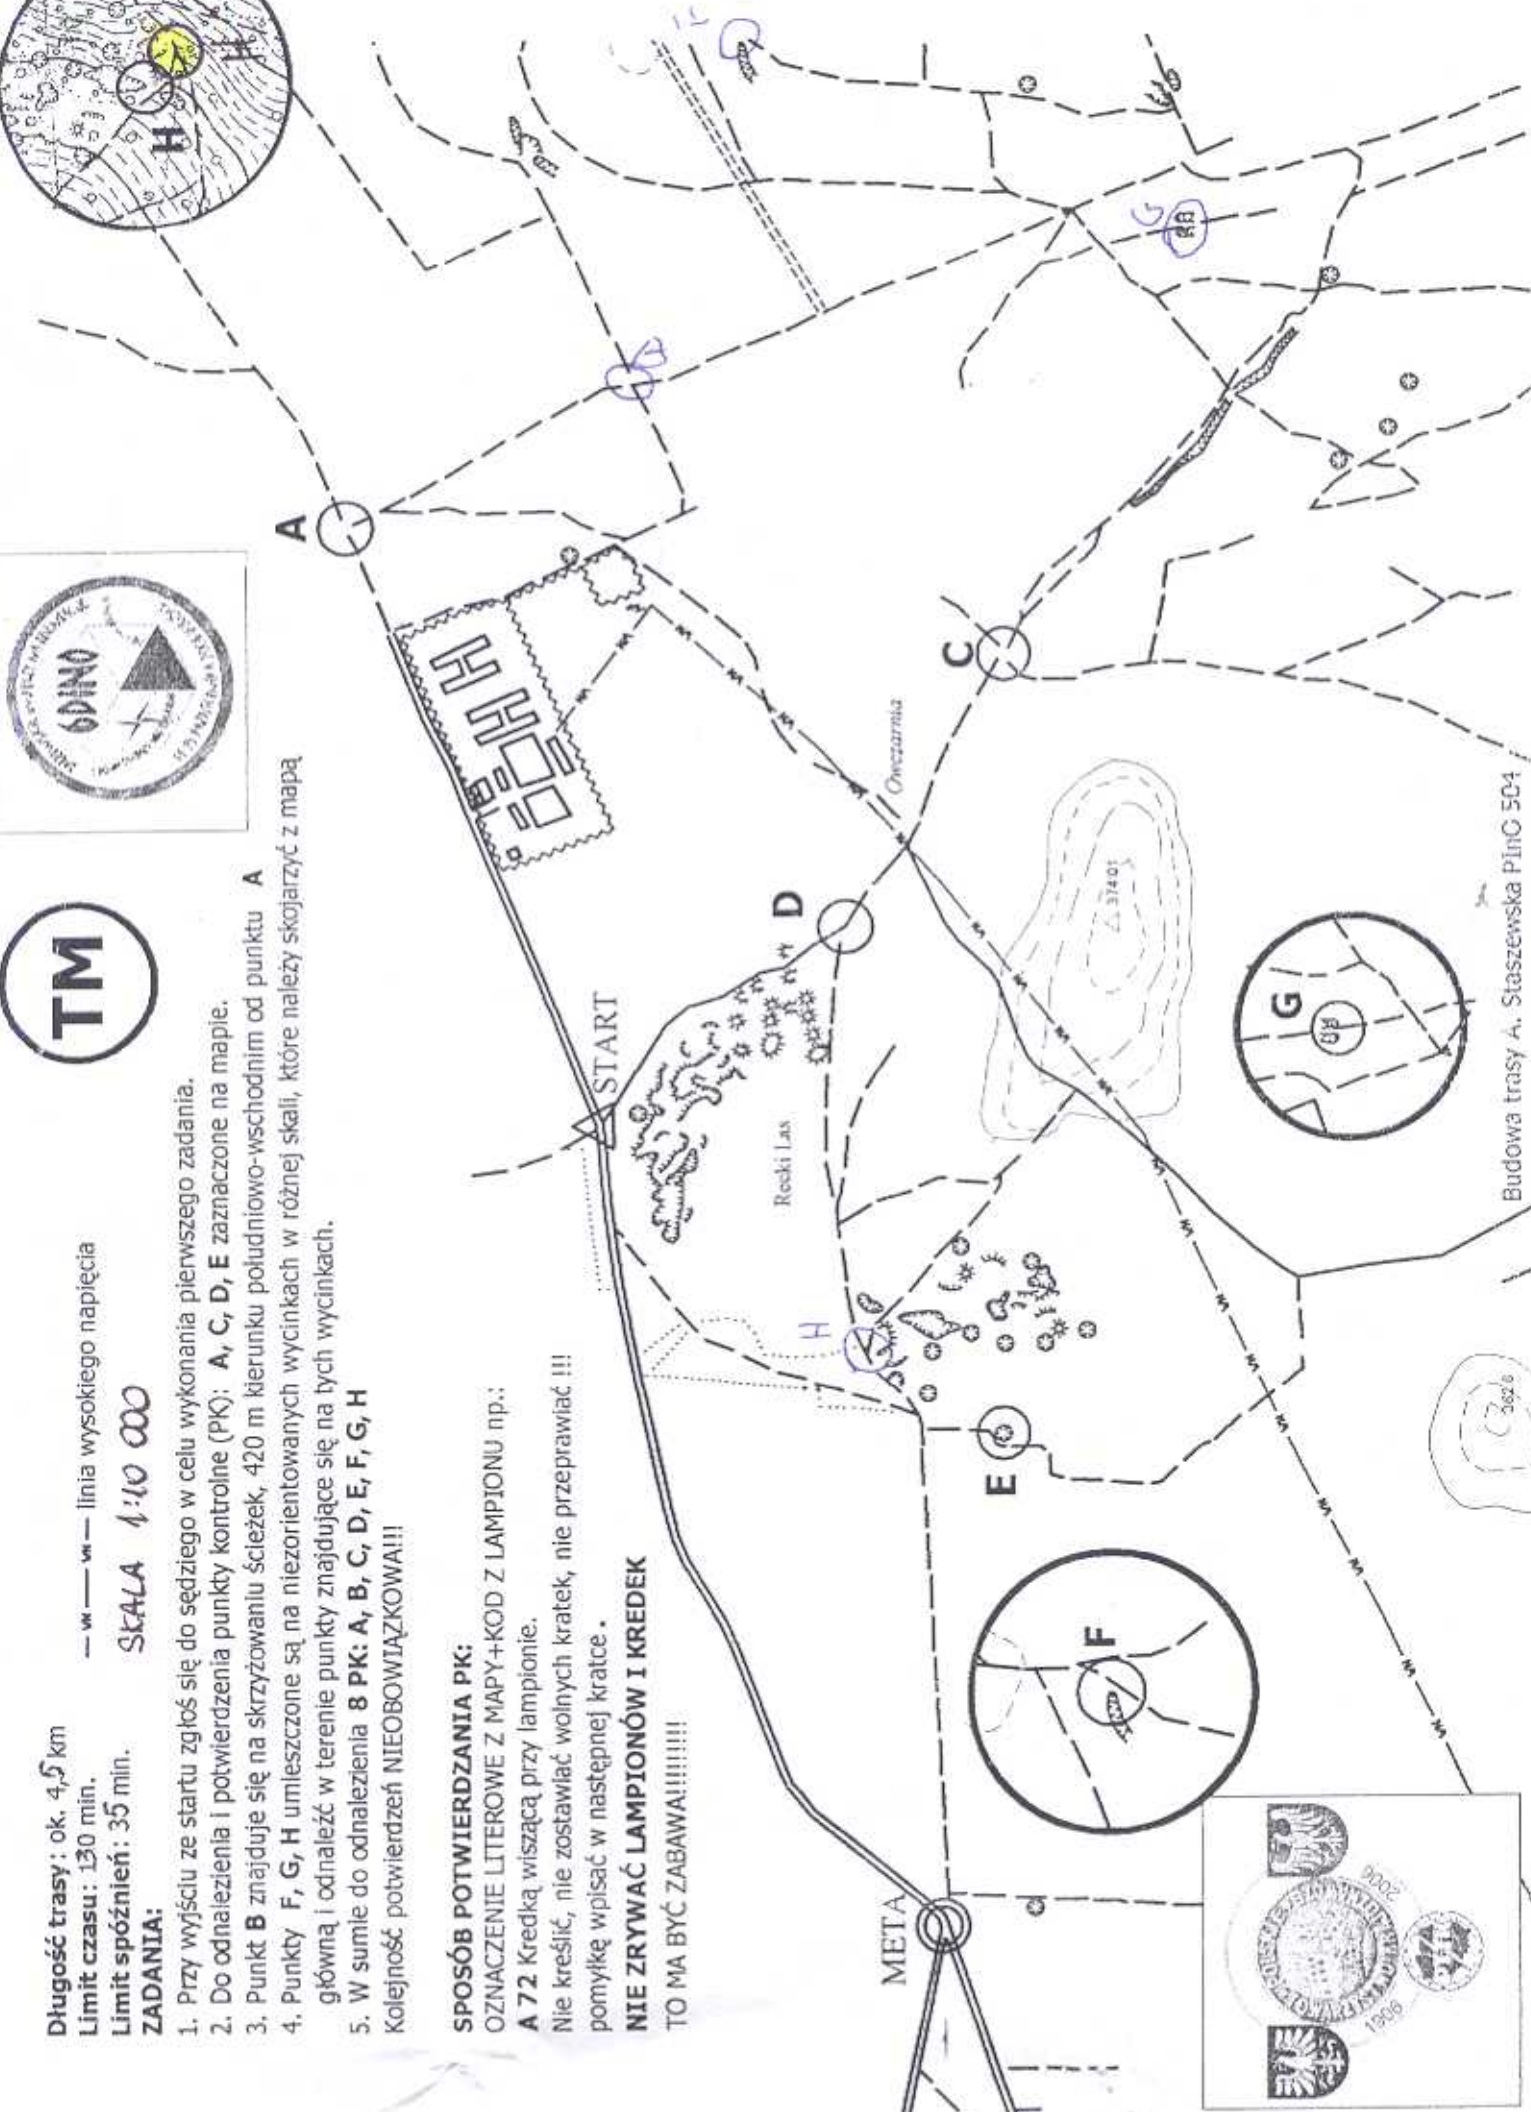 Długość trasy: ok. 4,5 km
Limit czasu: 130 min.
Limit spóźnień: 35 min.
— w — w — linia wysokiego napięcia
SKALA 1:10 000
TM
ZADANIA:
1. Przy wyjściu ze startu zgłoś się do sędziego w celu wykonania pierwszego zadania.
2. Do odnalezienia i potwierdzenia punkty kontrolne (PK): A, C, D, E zaznaczone na mapie.
3. Punkt B znajduje się na skrzyżowaniu ścieżek, 420 m kierunku południowo-wschodnim od punktu A
4. Punkty F, G, H umieszczone są na niezorientowanych wycinkach w różnej skali, które należy skojarzyć z mapą
główną i odnaleźć w terenie punkty znajdujące się na tych wycinkach.
5. W sumie do odnalezienia 8 PK: A, B, C, D, E, F, G, H
Kolejność potwierdzeń NIEOBOWIĄZKOWA!!!
SPOSÓB POTWIERDZANIA PK:
OZNACZENIE LITEROWE Z MAPY+KOD Z LAMPIONU np.:
A 72 Kredką wiszącą przy lampionie.
Nie kreślić, nie zostawiać wolnych kratek, nie przeprawiać !!!
pomyłkę wpisać w następnej kratce.
NIE ZRYWAĆ LAMPIONÓW I KREDEK
TO MA BYĆ ZABAWA!!!!!!!!!
6DINO
H
H
A
START
D
C
Owczarnia
Recki Las
H
E
F
G
G
META
374.01
362.6
1906
2006
Budowa trasy A. Staszewska PInO 504